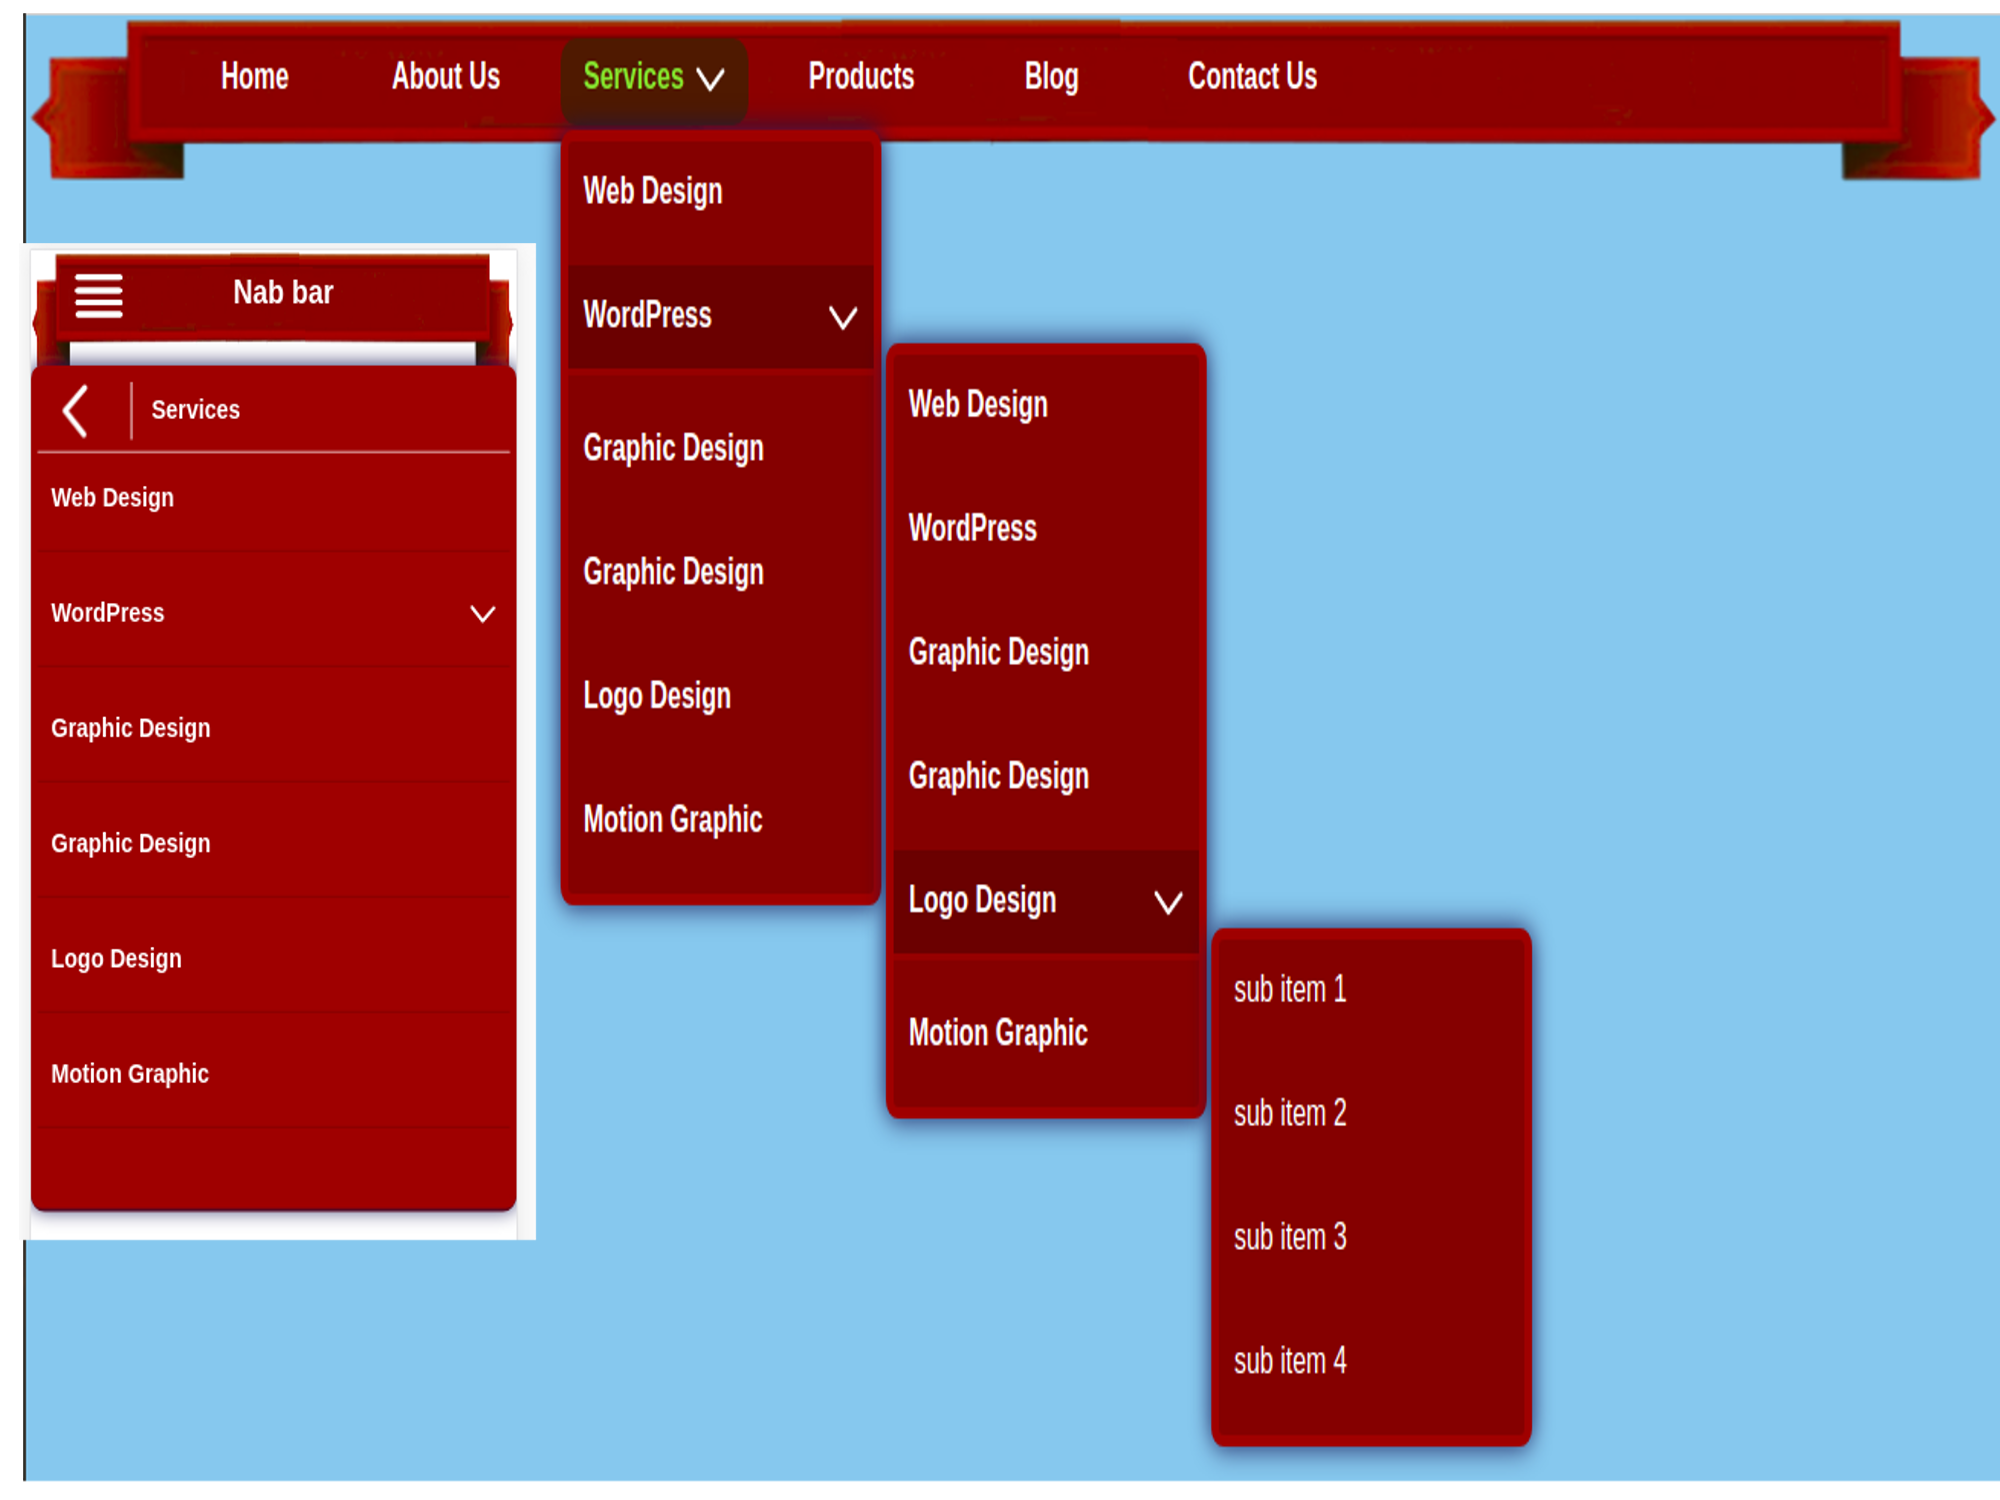 Home About Us Services Products Blog Contact Us
Web Design
WordPress
Graphic Design
Graphic Design
Logo Design
Motion Graphic
Web Design
WordPress
Graphic Design
Graphic Design
Logo Design
Motion Graphic
sub item 1
sub item 2
sub item 3
sub item 4
Nab bar
Services
Web Design
WordPress
Graphic Design
Graphic Design
Logo Design
Motion Graphic